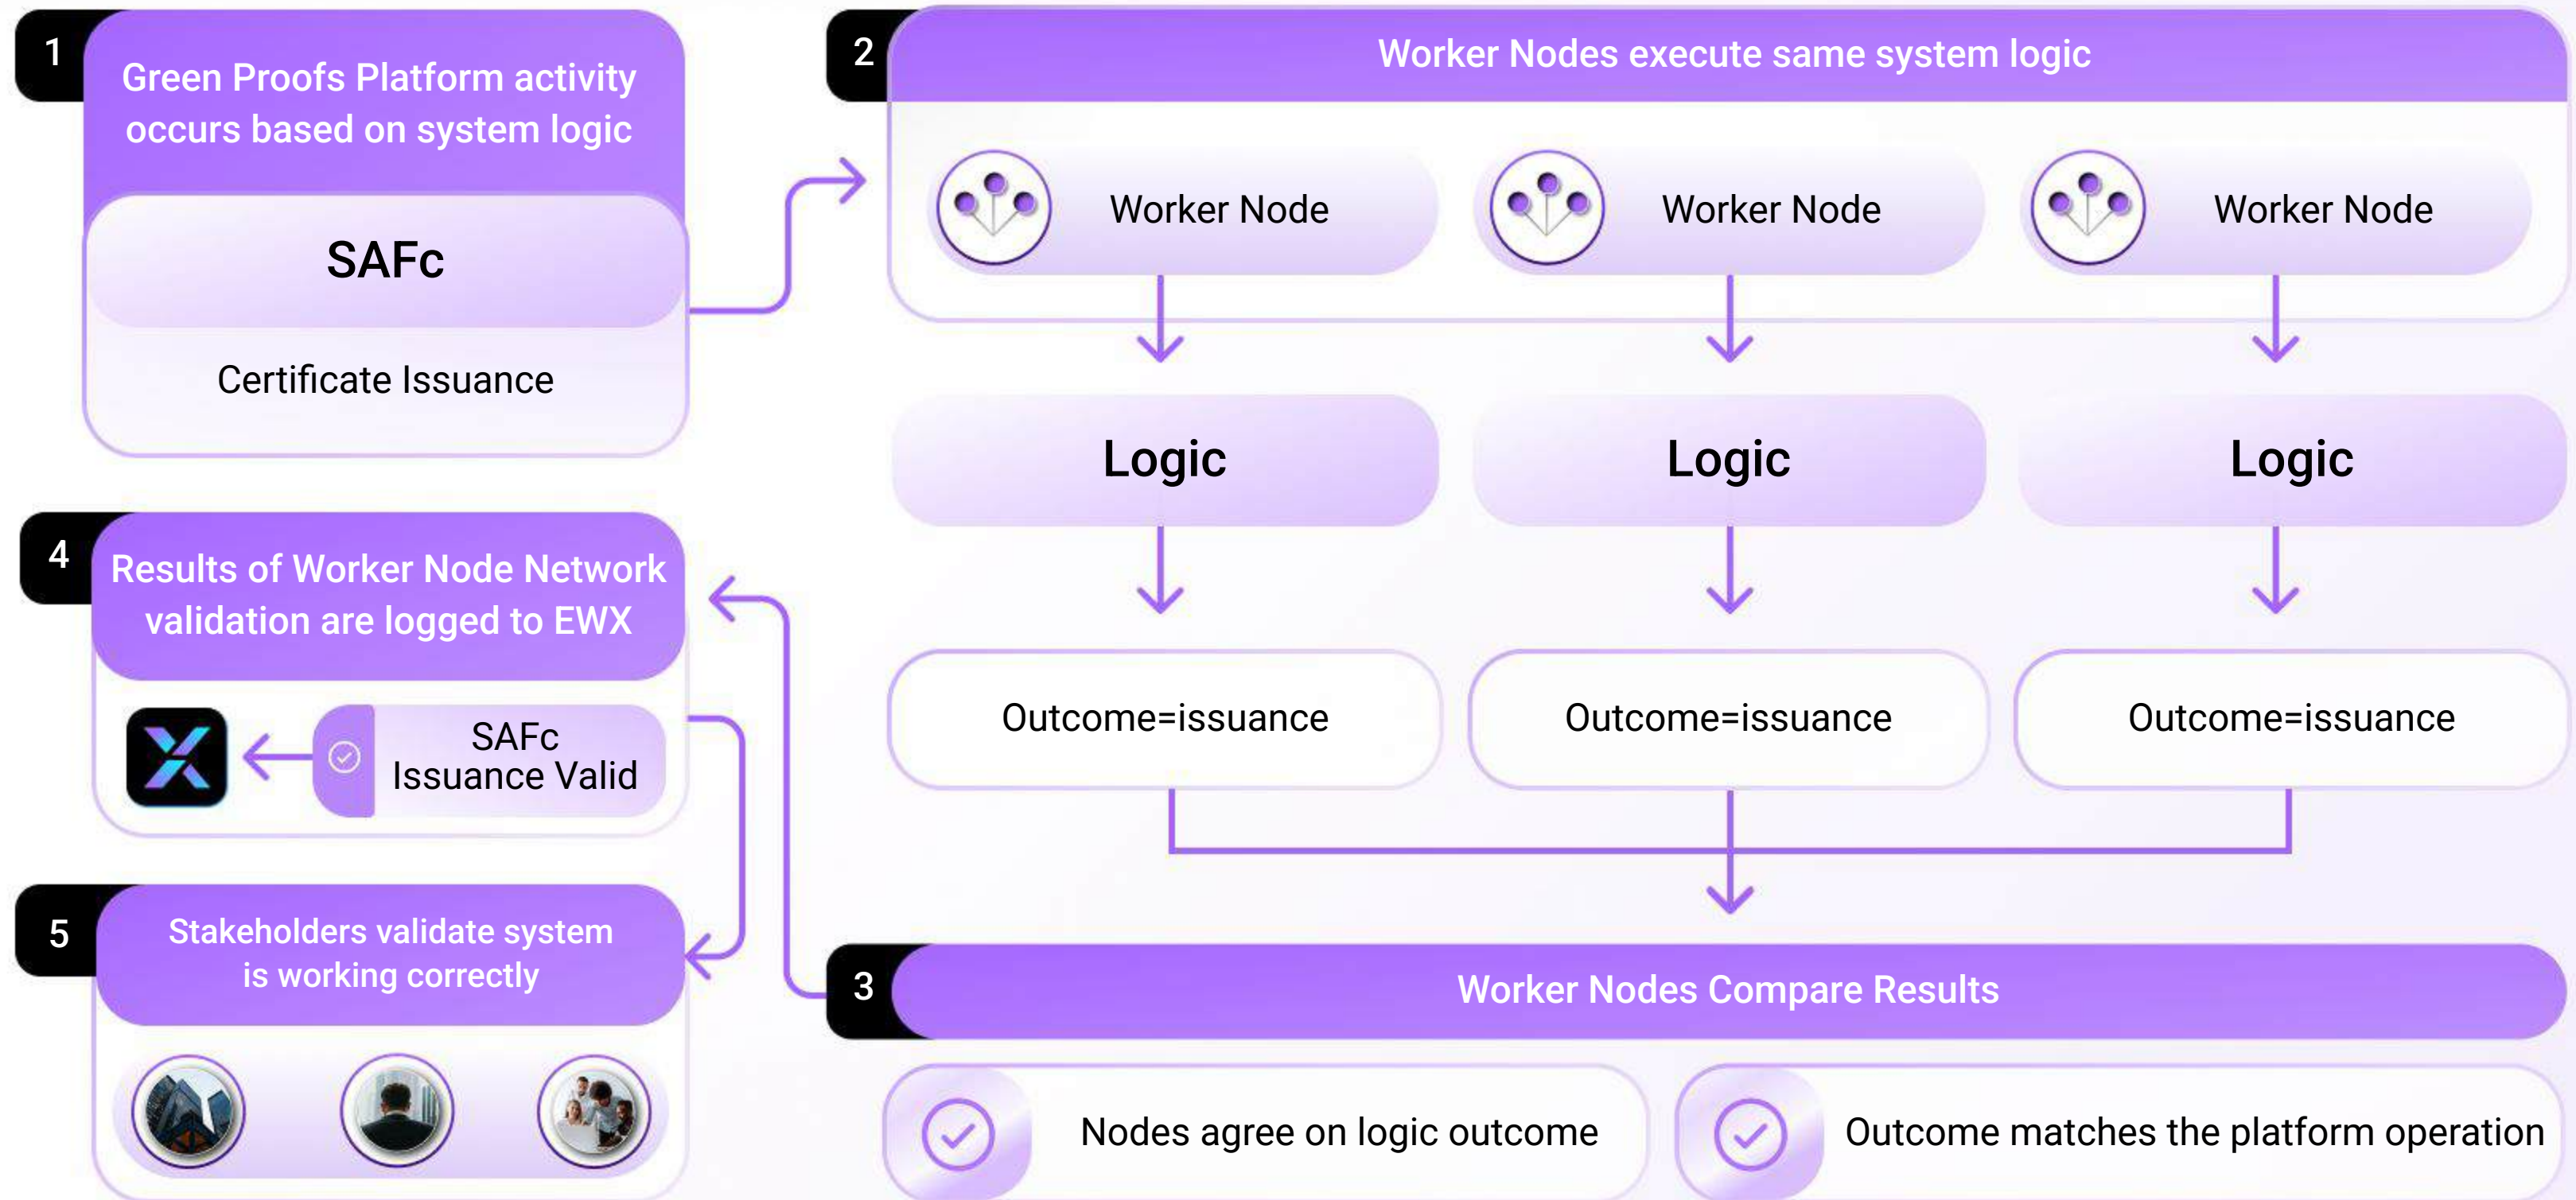 1
Green Proofs Platform activity
occurs based on system logic
SAFc
Certificate Issuance
2
Worker Nodes execute same system logic
Worker Node
Worker Node
Worker Node
Logic
Logic
Logic
Outcome=issuance
Outcome=issuance
Outcome=issuance
3
Worker Nodes Compare Results
Nodes agree on logic outcome
Outcome matches the platform operation
4
Results of Worker Node Network
validation are logged to EWX
SAFc
Issuance Valid
5
Stakeholders validate system
is working correctly